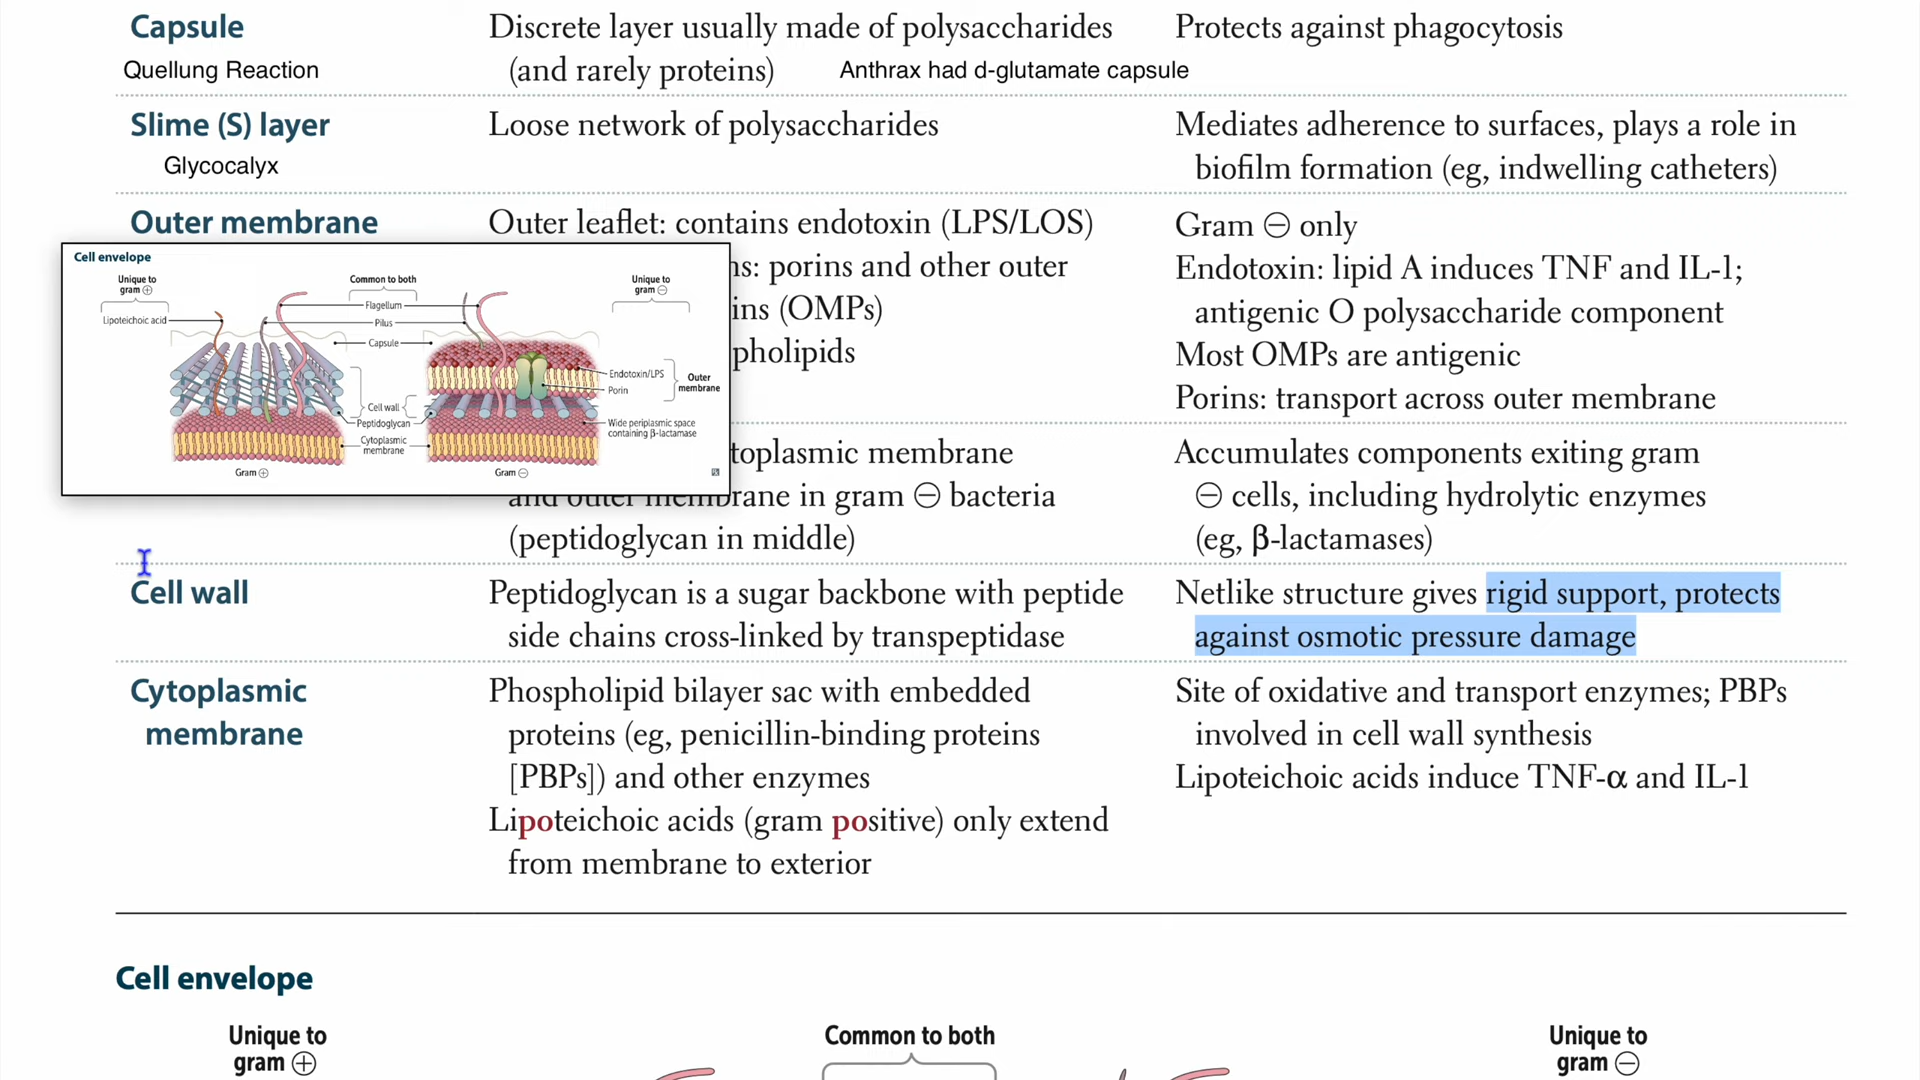 Capsule
Discrete layer usually made of polysaccharides
Protects against phagocytosis
Quellung Reaction
(and rarely proteins)
Anthrax had d-glutamate capsule
Slime (S) layer
Loose network of polysaccharides
Mediates adherence to surfaces, plays a role in
Glycocalyx
biofilm formation (eg, indwelling catheters)
Outer membrane
Outer leaflet: contains endotoxin (LPS/LOS)
Gram ⊖ only
ns: porins and other outer
Endotoxin: lipid A induces TNF and IL-1;
ins (OMPs)
antigenic O polysaccharide component
pholipids
Most OMPs are antigenic
Porins: transport across outer membrane
Cell envelope
Unique to
gram ⊕
Common to both
Unique to
gram ⊖
Lipoteichoic acid
Flagellum
Pilus
Capsule
Endotoxin/LPS
Porin
Outer
membrane
Cell wall
Peptidoglycan
Cytoplasmic
membrane
Wide periplasmic space
containing β-lactamase
Gram ⊕
Gram ⊖
toplasmic membrane
Accumulates components exiting gram
and outer membrane in gram ⊖ bacteria
⊖ cells, including hydrolytic enzymes
(peptidoglycan in middle)
(eg, β-lactamases)
Cell wall
Peptidoglycan is a sugar backbone with peptide
Netlike structure gives rigid support, protects
side chains cross-linked by transpeptidase
against osmotic pressure damage
Cytoplasmic
membrane
Phospholipid bilayer sac with embedded
Site of oxidative and transport enzymes; PBPs
proteins (eg, penicillin-binding proteins
involved in cell wall synthesis
[PBPs]) and other enzymes
Lipoteichoic acids induce TNF-α and IL-1
Lipoteichoic acids (gram positive) only extend
from membrane to exterior
Cell envelope
Unique to
gram ⊕
Common to both
Unique to
gram ⊖